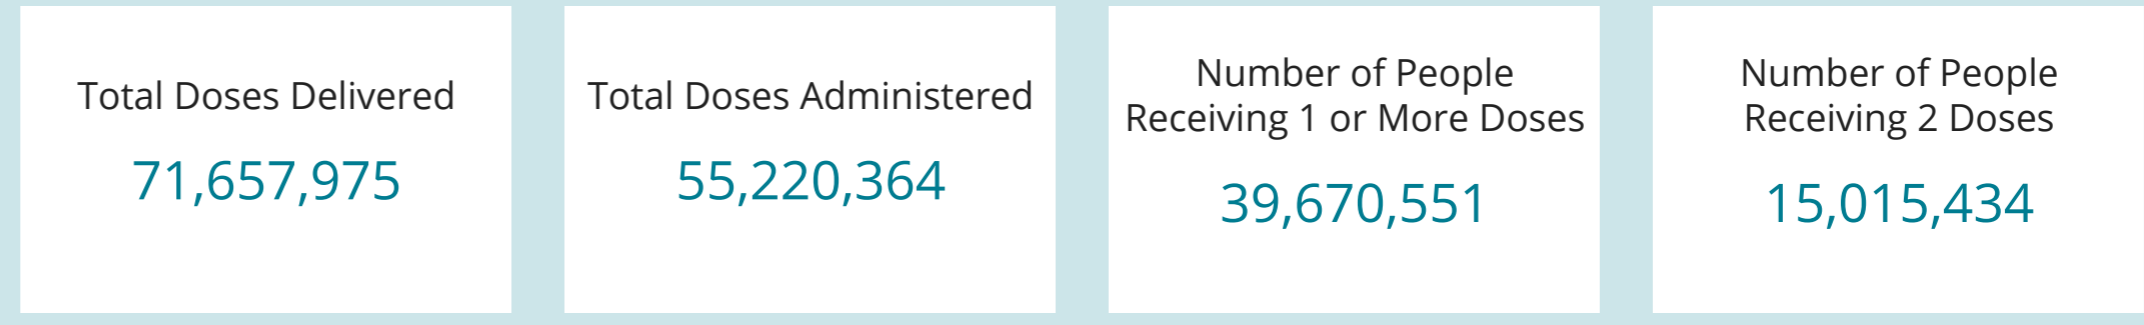 Total Doses Delivered
71,657,975
Total Doses Administered
55,220,364
Number of People
Receiving 1 or More Doses
39,670,551
Number of People
Receiving 2 Doses
15,015,434